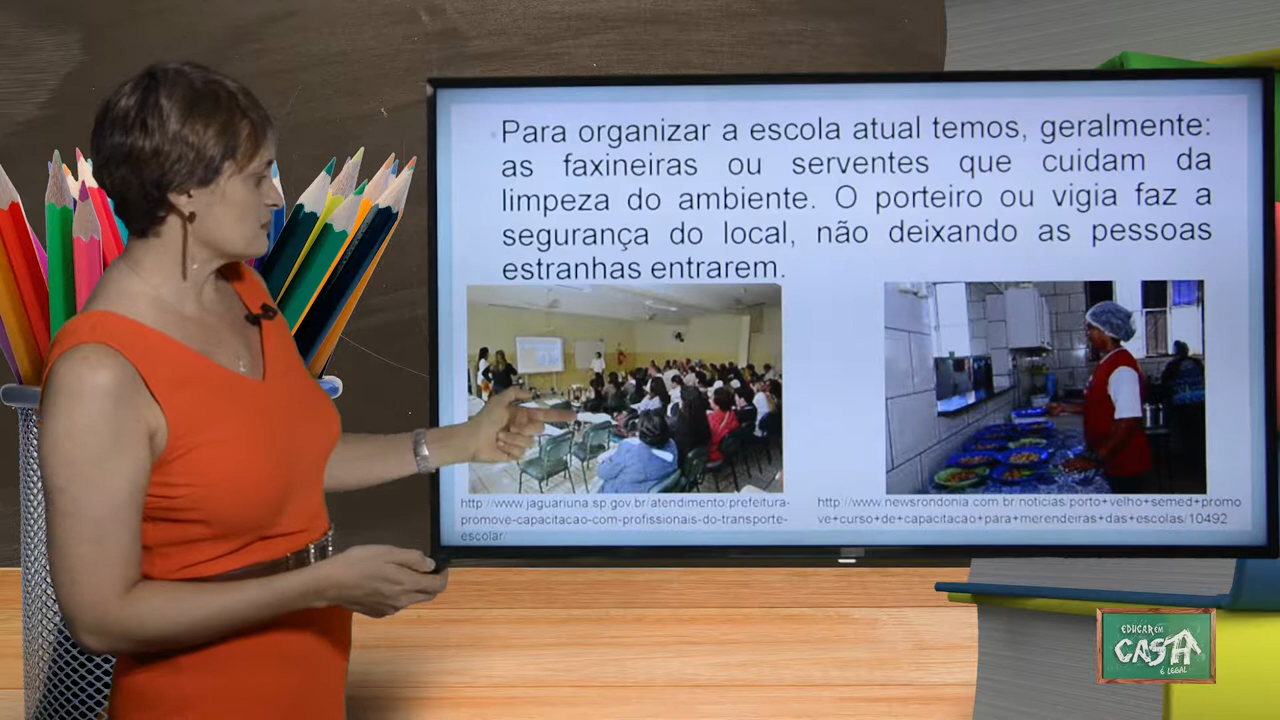 Para organizar a escola atual temos, geralmente:
as faxineiras ou serventes que cuidam da
limpeza do ambiente. O porteiro ou vigia faz a
segurança do local, não deixando as pessoas
estranhas entrarem.
http://www.jaguariuna.sp.gov.br/atendimento/prefeitura-
promove-capacitacao-com-profissionais-do-transporte-
escolar
http://www.newsrondonia.com.br/noticias/porto+velho+semed+promo
ve+curso+de+capacitacao+para+merendeiras+das+escolas/10492
EDUCAR EM
CASA
É LEGAL